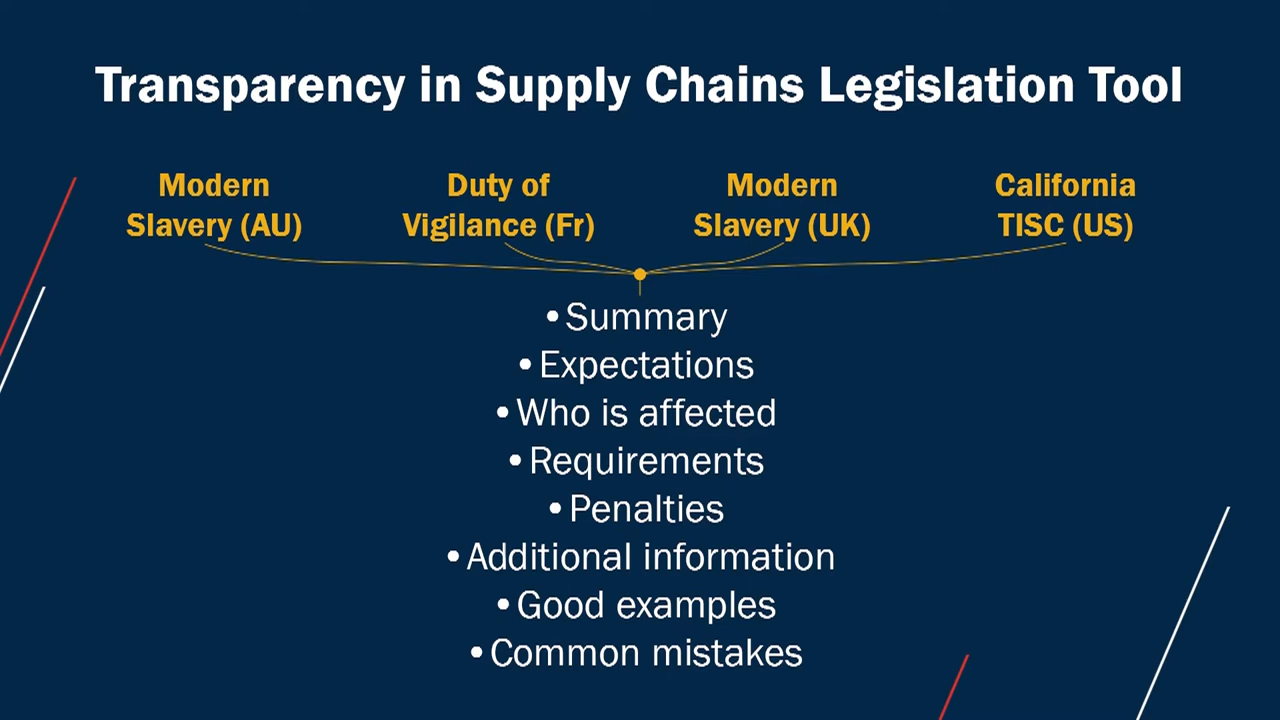 Transparency in Supply Chains Legislation Tool
Modern
Slavery (AU)
Duty of
Vigilance (Fr)
Modern
Slavery (UK)
California
TISC (US)
•Summary
•Expectations
•Who is affected
•Requirements
•Penalties
•Additional information
•Good examples
•Common mistakes